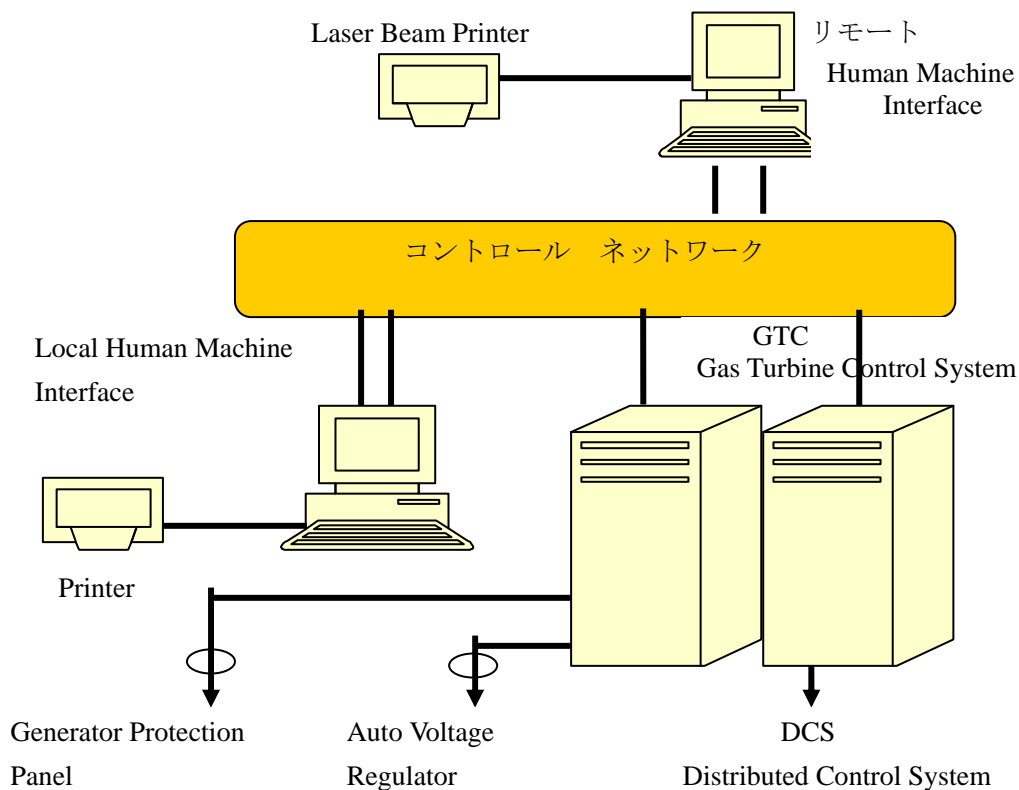 Laser Beam Printer
リモート
Human Machine
Interface
コントロール　ネットワーク
Local Human Machine
Interface
GTC
Gas Turbine Control System
Printer
Generator Protection
Panel
Auto Voltage
Regulator
DCS
Distributed Control System